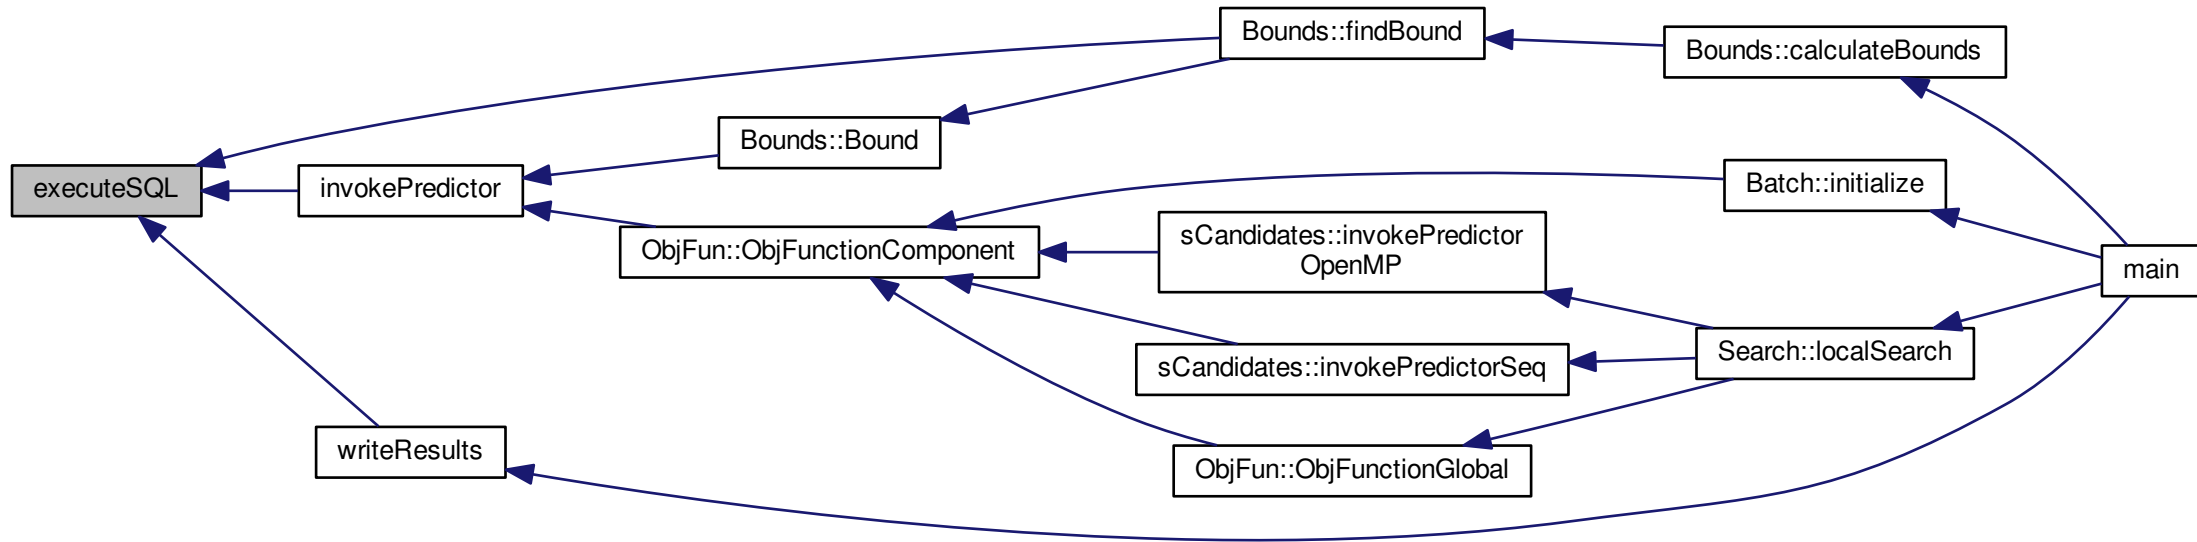 executeSQL
invokePredictor
writeResults
Bounds::Bound
ObjFun::ObjFunctionComponent
Bounds::findBound
sCandidates::invokePredictor
OpenMP
sCandidates::invokePredictorSeq
ObjFun::ObjFunctionGlobal
Bounds::calculateBounds
Batch::initialize
Search::localSearch
main